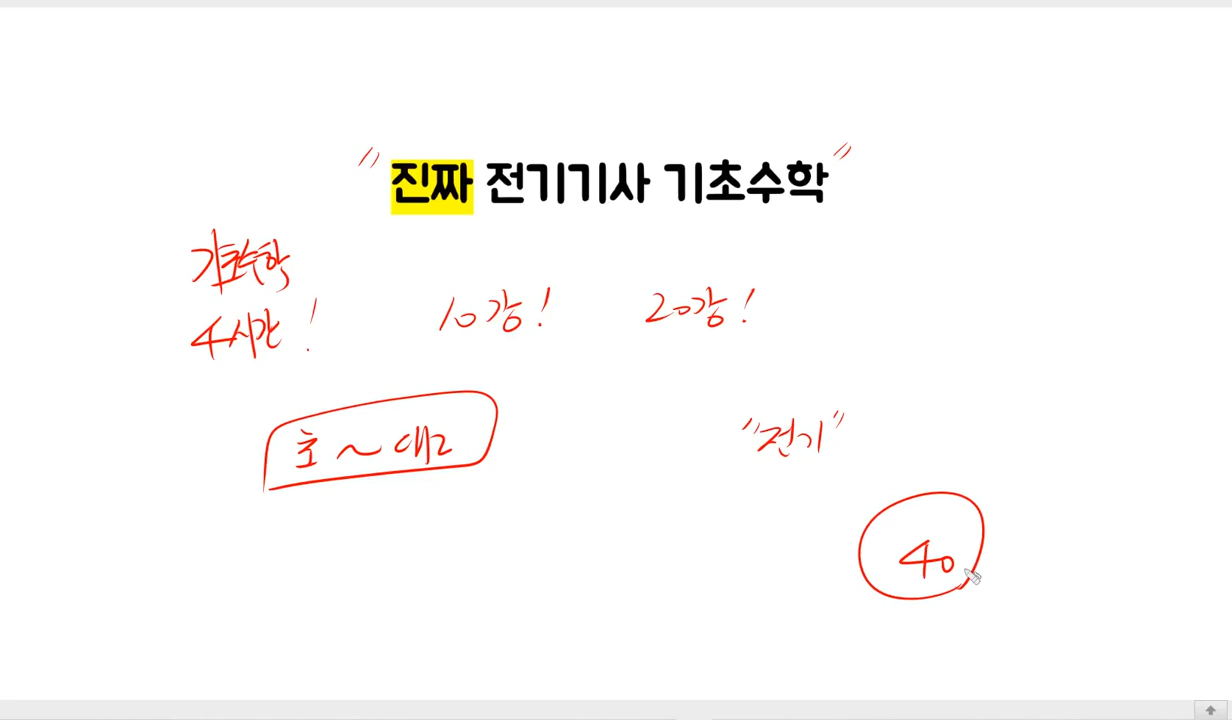 "진짜 전기기사 기초수학"
기초수학
4시간! 10강! 20강!
초 ~ 대2
"전기"
40